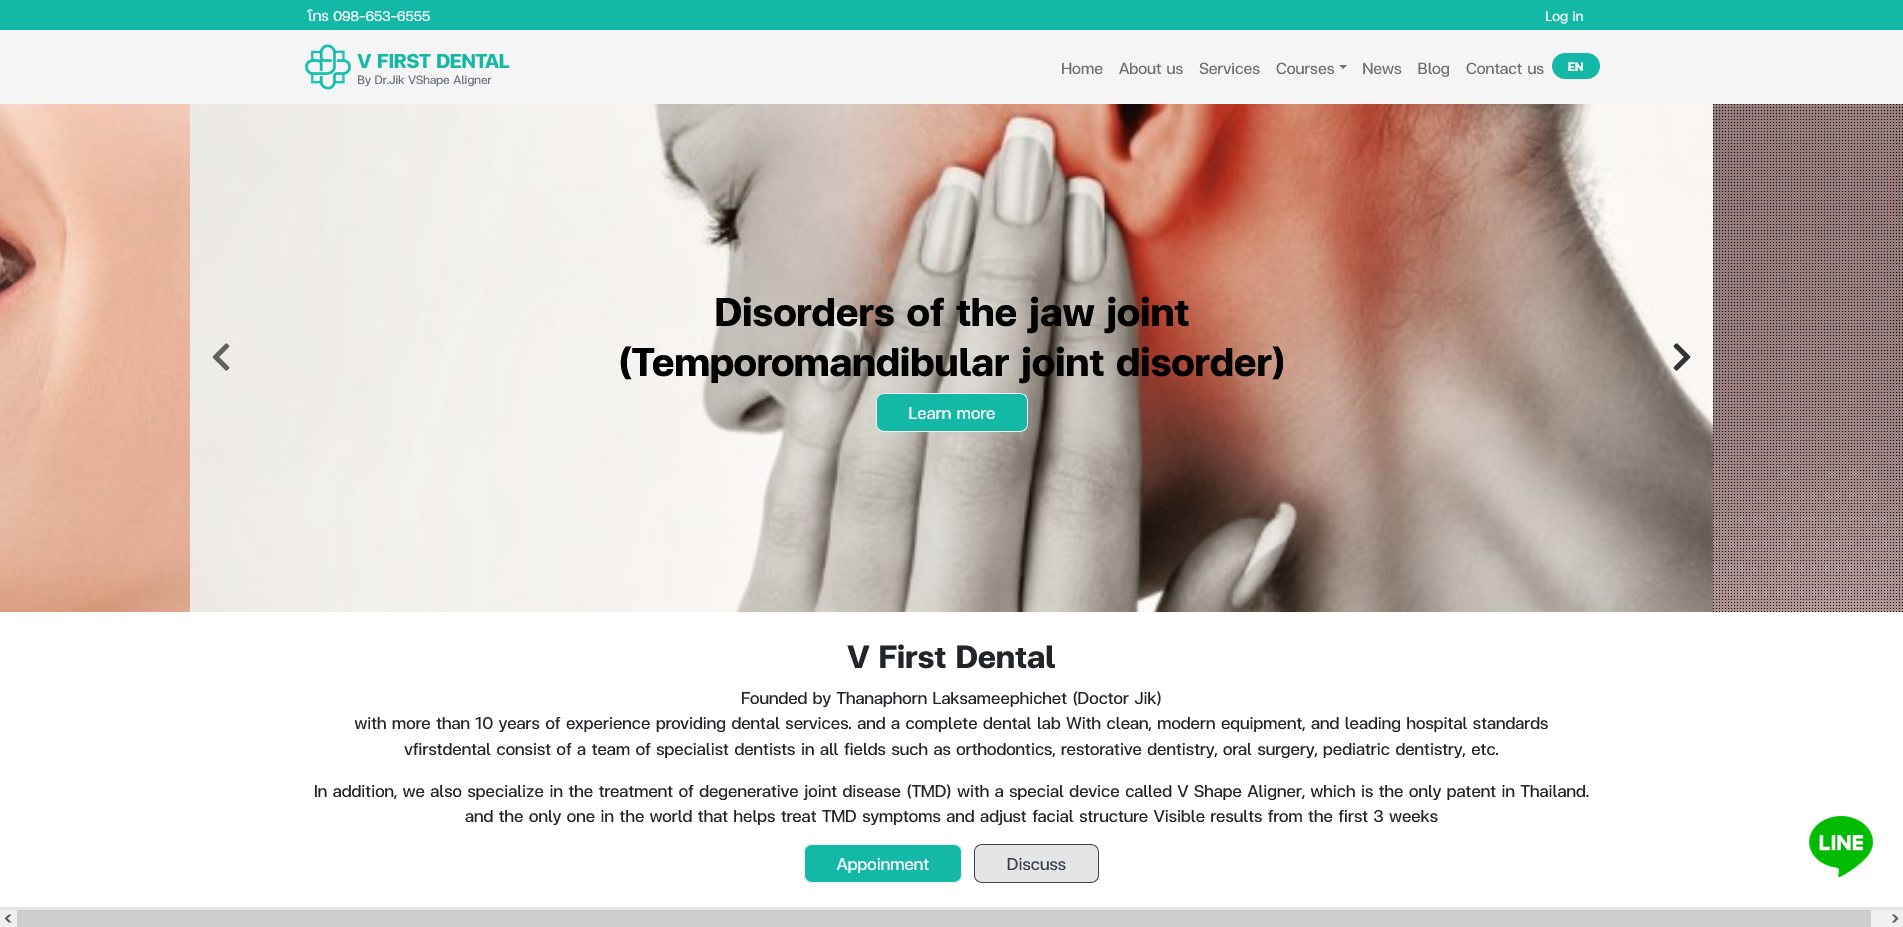 โทร 098-653-6555
Log in
V FIRST DENTAL
By Dr.Jik VShape Aligner
Home About us Services Courses News Blog Contact us EN
Disorders of the jaw joint
(Temporomandibular joint disorder)
Learn more
V First Dental
Founded by Thanaphorn Laksameephichet (Doctor Jik)
with more than 10 years of experience providing dental services. and a complete dental lab With clean, modern equipment, and leading hospital standards
vfirstdental consist of a team of specialist dentists in all fields such as orthodontics, restorative dentistry, oral surgery, pediatric dentistry, etc.
In addition, we also specialize in the treatment of degenerative joint disease (TMD) with a special device called V Shape Aligner, which is the only patent in Thailand.
and the only one in the world that helps treat TMD symptoms and adjust facial structure Visible results from the first 3 weeks
LINE
Appoinment Discuss